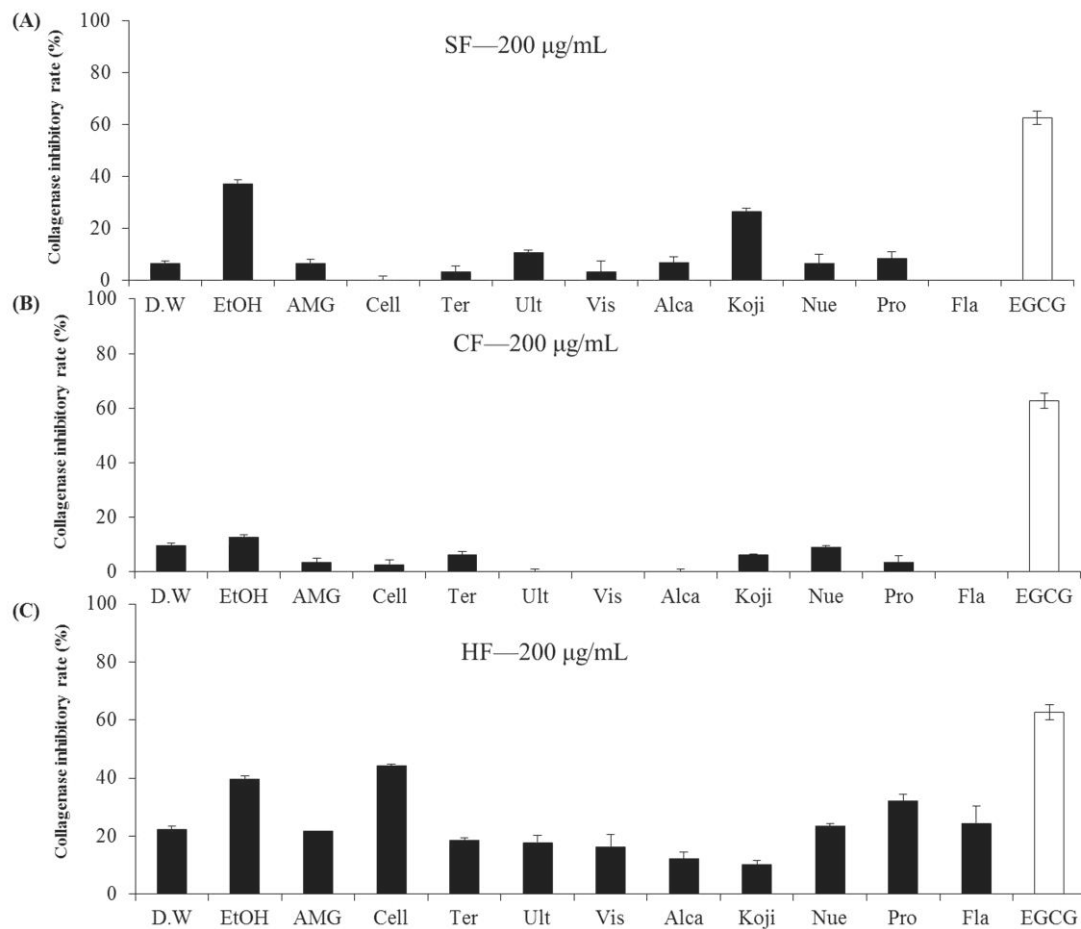 (A)
SF—200 μg/mL
Collagenase inhibitory rate (%)
100
80
60
40
20
0
D.W EtOH AMG Cell Ter Ult Vis Alca Koji Nue Pro Fla EGCG
(B)
CF—200 μg/mL
Collagenase inhibitory rate (%)
100
80
60
40
20
0
D.W EtOH AMG Cell Ter Ult Vis Alca Koji Nue Pro Fla EGCG
(C)
HF—200 μg/mL
Collagenase inhibitory rate (%)
100
80
60
40
20
0
D.W EtOH AMG Cell Ter Ult Vis Alca Koji Nue Pro Fla EGCG